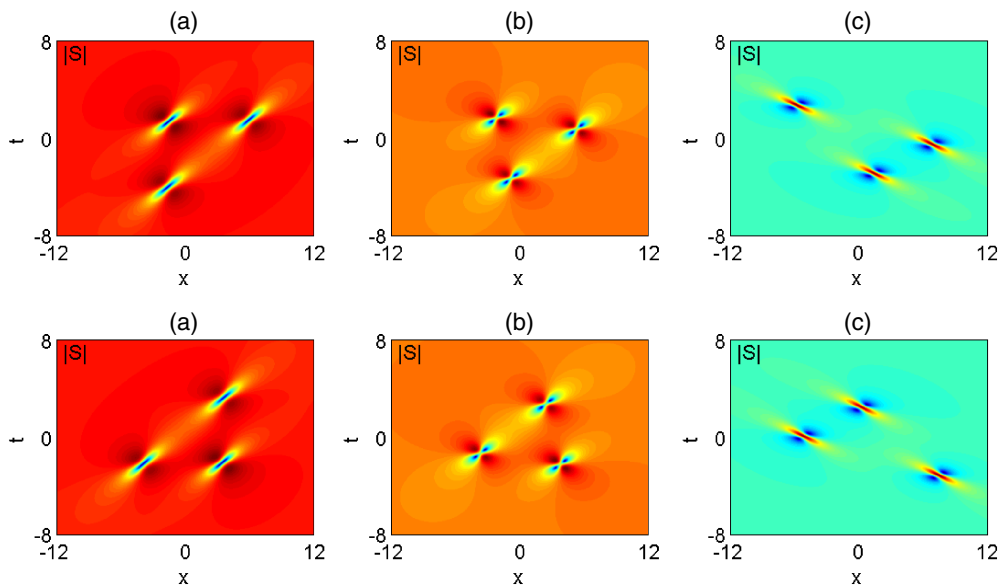 (a) (b) (c)
8 8 8
|S| |S| |S|
t 0 t 0 t 0
-8 -8 -8
-12 0 12 -12 0 12 -12 0 12
x x x
(a) (b) (c)
8 8 8
|S| |S| |S|
t 0 t 0 t 0
-8 -8 -8
-12 0 12 -12 0 12 -12 0 12
x x x